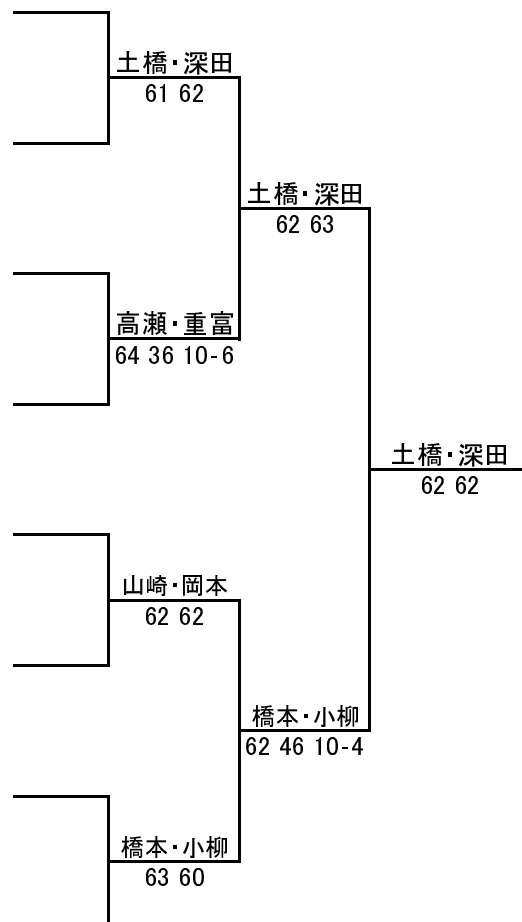 土橋・深田
61 62
土橋・深田
62 63
高瀬・重富
64 36 10-6
土橋・深田
62 62
山崎・岡本
62 62
橋本・小柳
62 46 10-4
橋本・小柳
63 60